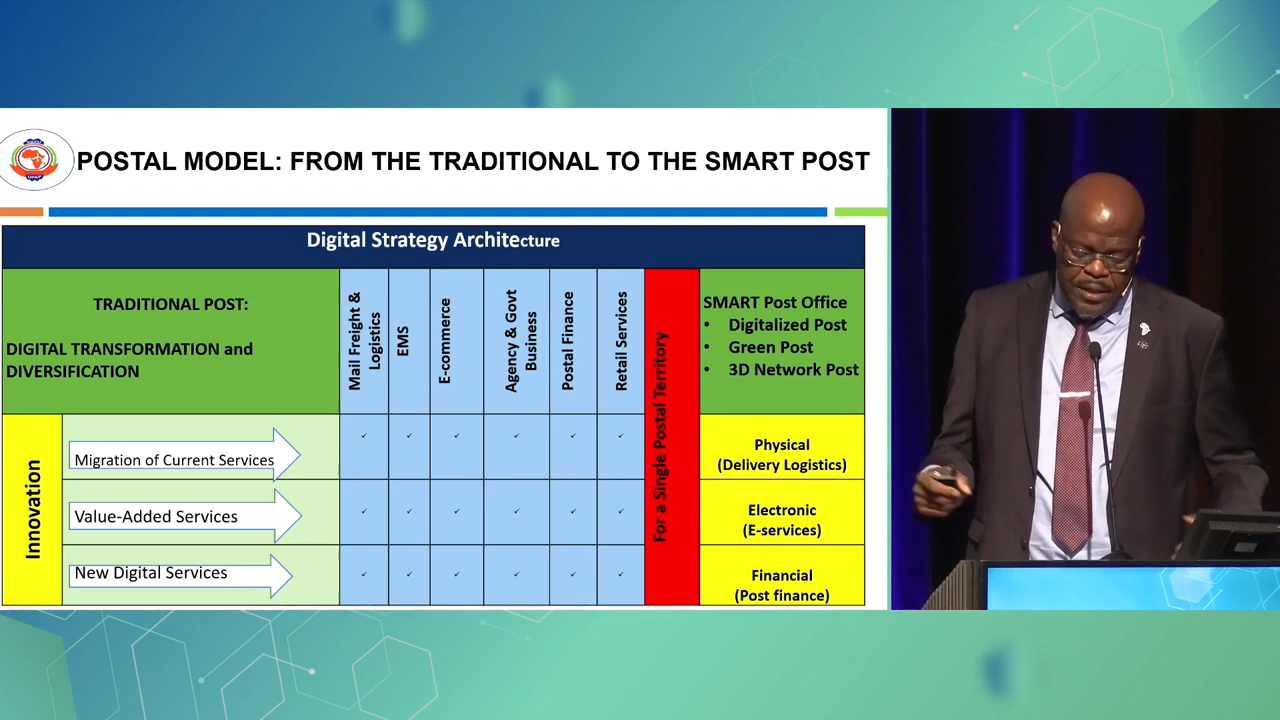 POSTAL MODEL: FROM THE TRADITIONAL TO THE SMART POST
Digital Strategy Architecture
TRADITIONAL POST:
DIGITAL TRANSFORMATION and
DIVERSIFICATION
Mail Freight &
Logistics
EMS
E-commerce
Agency & Govt
Business
Postal Finance
Retail Services
For a Single Postal Territory
SMART Post Office
• Digitalized Post
• Green Post
• 3D Network Post
Innovation
Migration of Current Services
✓ ✓ ✓ ✓ ✓ ✓
Physical
(Delivery Logistics)
Value-Added Services
✓ ✓ ✓ ✓ ✓ ✓
Electronic
(E-services)
New Digital Services
✓ ✓ ✓ ✓ ✓ ✓
Financial
(Post finance)